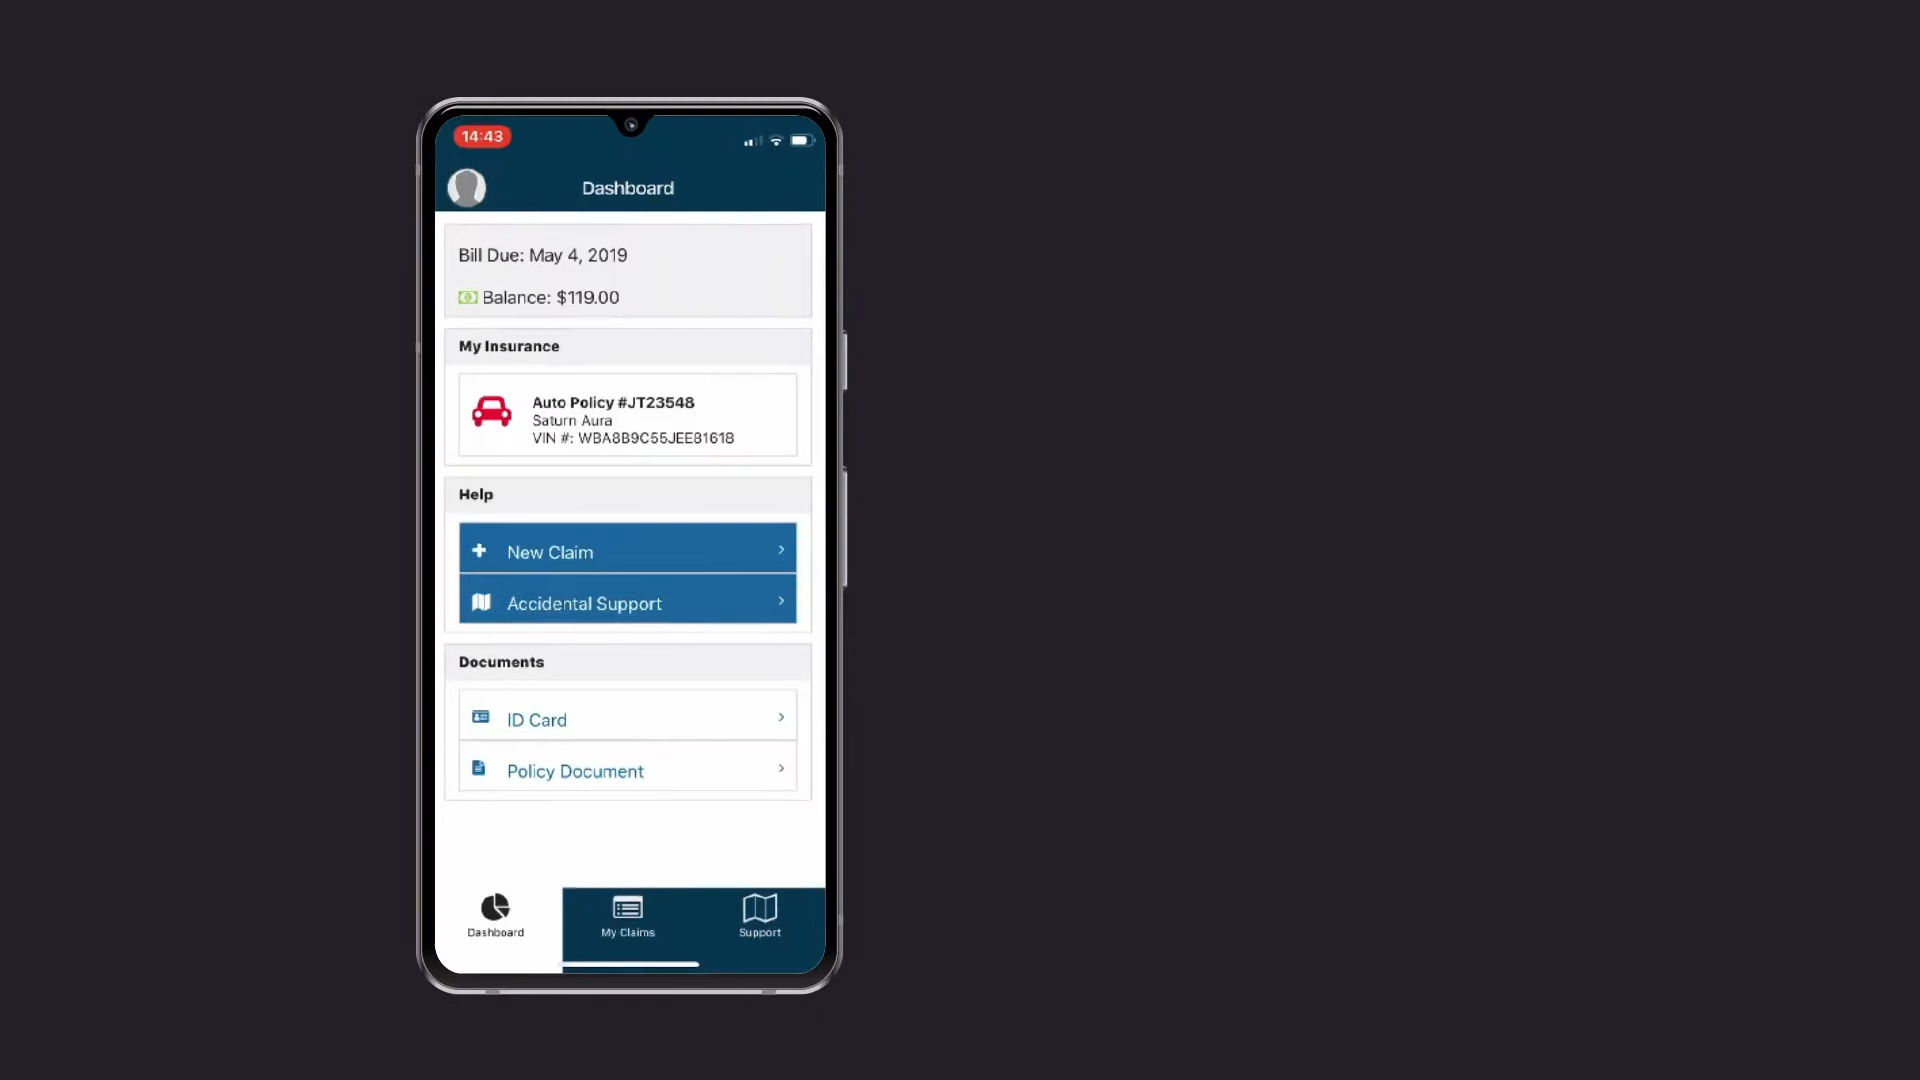 14:43
Dashboard
Bill Due: May 4, 2019
Balance: $119.00
My Insurance
Auto Policy #JT23548
Saturn Aura
VIN #: WBA8B9C55JEE81618
Help
New Claim
Accidental Support
Documents
ID Card
Policy Document
Dashboard
My Claims
Support